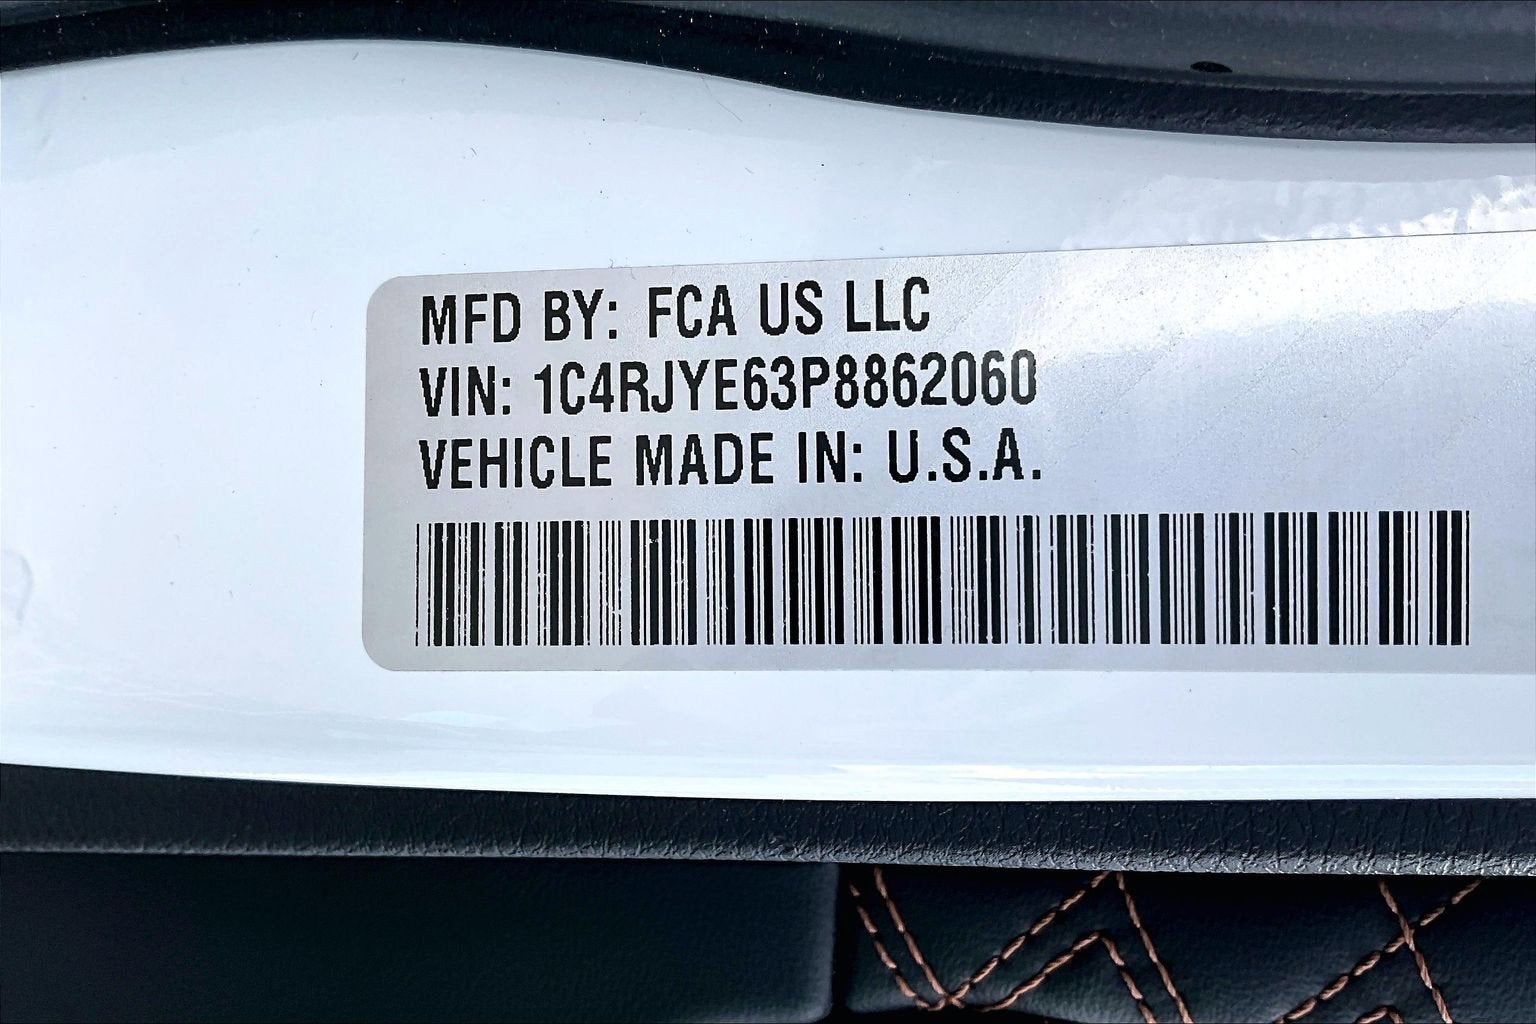 MFD BY: FCA US LLC
VIN: 1C4RJYE63P8862060
VEHICLE MADE IN: U.S.A.